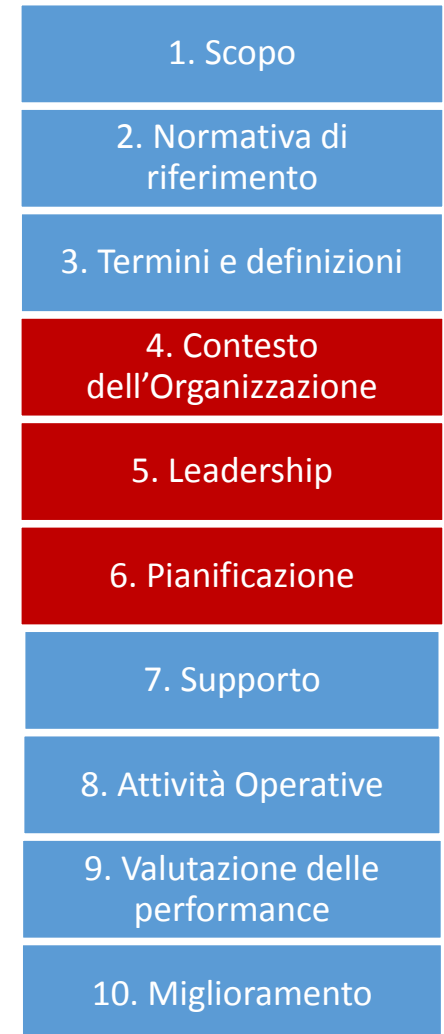 1. Scopo
2. Normativa di
riferimento
3. Termini e definizioni
4. Contesto
dell’Organizzazione
5. Leadership
6. Pianificazione
7. Supporto
8. Attività Operative
9. Valutazione delle
performance
10. Miglioramento